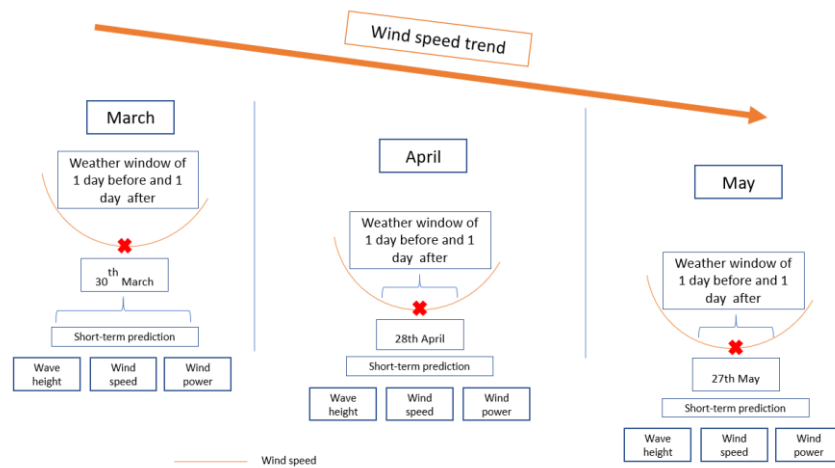 Wind speed trend
March
Weather window of
1 day before and 1
day after
30th March
Short-term prediction
Wave
height
Wind
speed
Wind
power
April
Weather window of
1 day before and 1
day after
28th April
Short-term prediction
Wave
height
Wind
speed
Wind
power
May
Weather window of
1 day before and 1
day after
27th May
Short-term prediction
Wave
height
Wind
speed
Wind
power
Wind speed